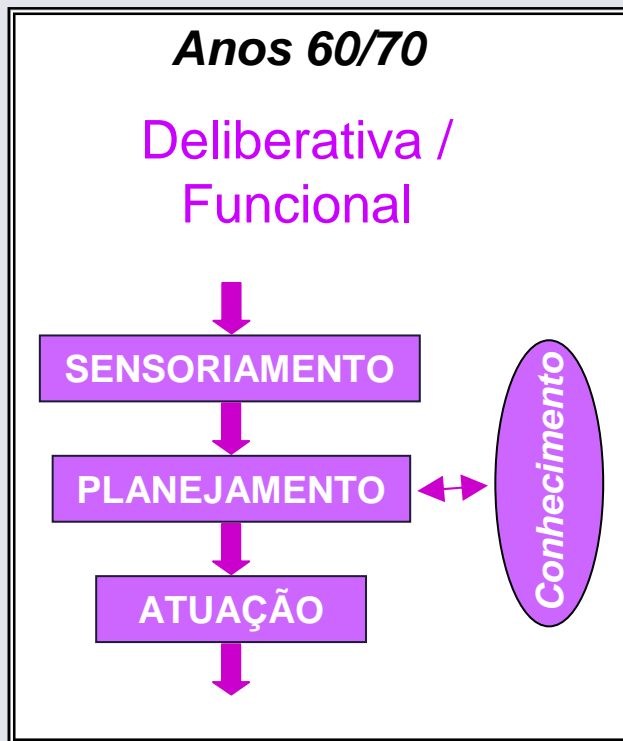 Anos 60/70
Deliberativa /
Funcional
SENSORIAMENTO
PLANEJAMENTO
Conhecimento
ATUAÇÃO